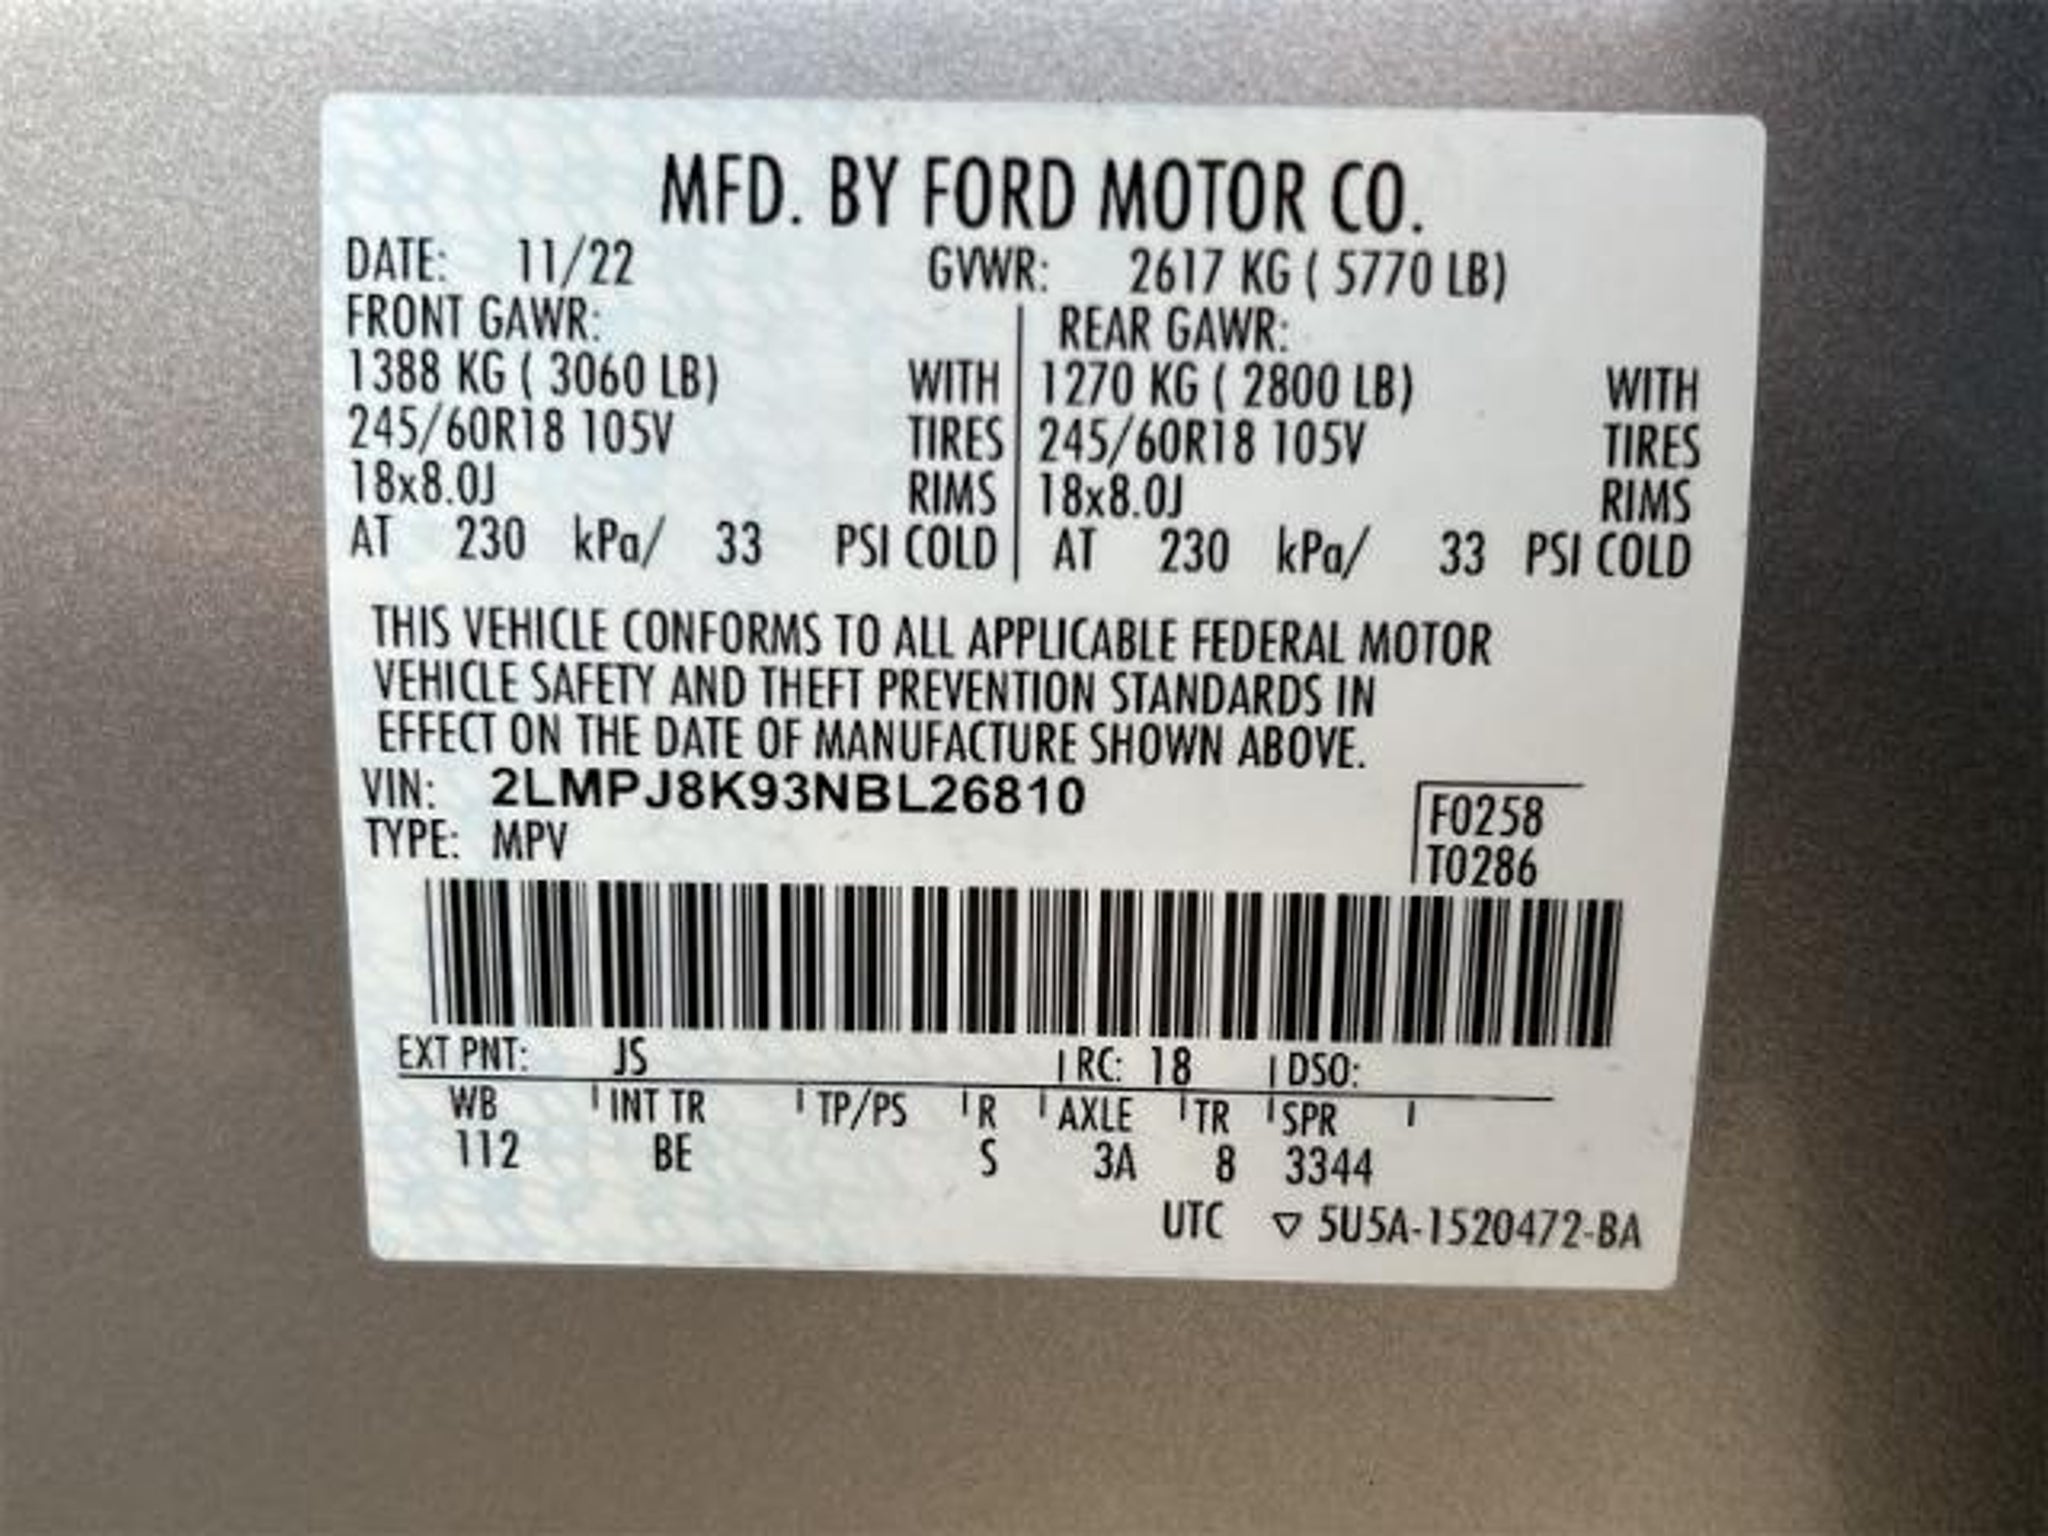 MFD. BY FORD MOTOR CO.
DATE: 11/22 GVWR: 2617 KG ( 5770 LB)
FRONT GAWR: REAR GAWR:
1388 KG ( 3060 LB) WITH 1270 KG ( 2800 LB) WITH
245/60R18 105V TIRES 245/60R18 105V TIRES
18x8.0J RIMS 18x8.0J RIMS
AT 230 kPa/ 33 PSI COLD AT 230 kPa/ 33 PSI COLD
THIS VEHICLE CONFORMS TO ALL APPLICABLE FEDERAL MOTOR
VEHICLE SAFETY AND THEFT PREVENTION STANDARDS IN
EFFECT ON THE DATE OF MANUFACTURE SHOWN ABOVE.
VIN: 2LMPJ8K93NBL26810 F0258
TYPE: MPV T0286
EXT PNT: JS RC: 18 DSO:
WB INT TR TP/PS R AXLE TR SPR
112 BE S 3A 8 3344
UTC ▽ 5U5A-1520472-BA